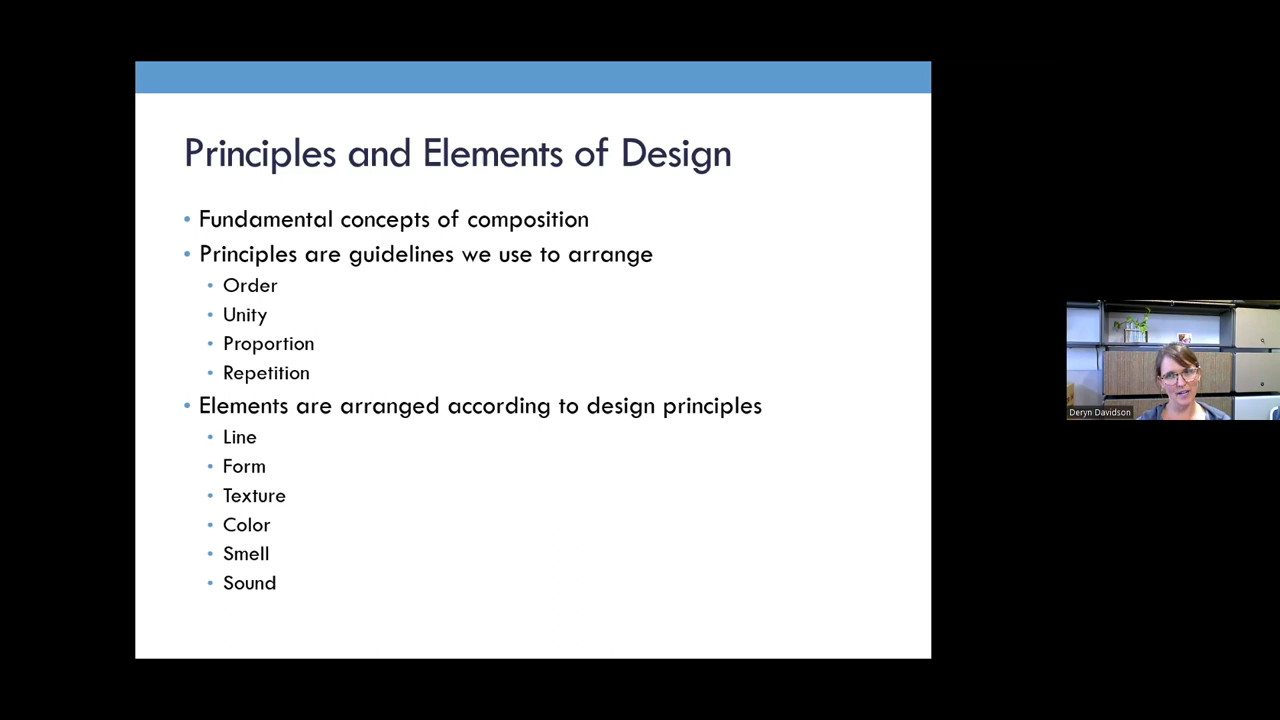 Principles and Elements of Design
• Fundamental concepts of composition
• Principles are guidelines we use to arrange
• Order
• Unity
• Proportion
• Repetition
• Elements are arranged according to design principles
• Line
• Form
• Texture
• Color
• Smell
• Sound
Deryn Davidson